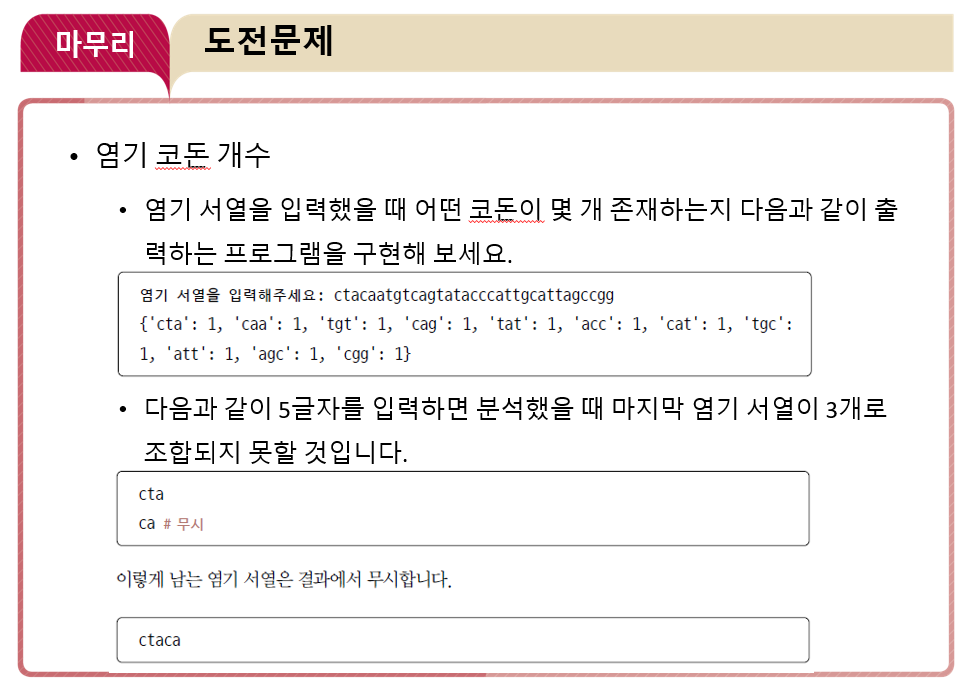 마무리
도전문제
• 염기 코돈 개수
• 염기 서열을 입력했을 때 어떤 코돈이 몇 개 존재하는지 다음과 같이 출
력하는 프로그램을 구현해 보세요.
염기 서열을 입력해주세요: ctacaatgtcagtatacccattgcattagccgg
{'cta': 1, 'caa': 1, 'tgt': 1, 'cag': 1, 'tat': 1, 'acc': 1, 'cat': 1, 'tgc':
1, 'att': 1, 'agc': 1, 'cgg': 1}
• 다음과 같이 5글자를 입력하면 분석했을 때 마지막 염기 서열이 3개로
조합되지 못할 것입니다.
cta
ca # 무시
이렇게 남는 염기 서열은 결과에서 무시합니다.
ctaca